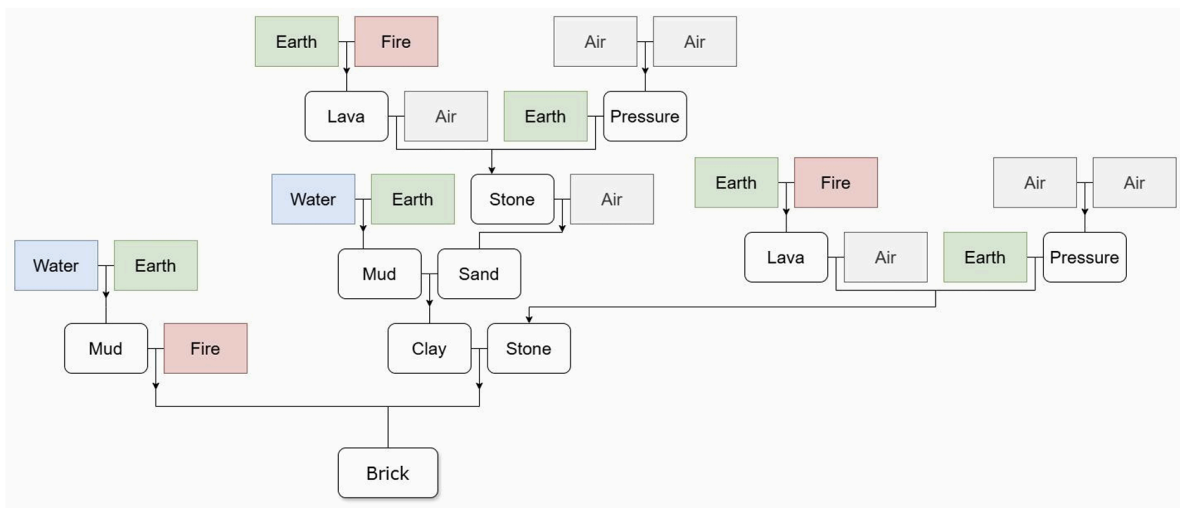 Earth
Fire
Air
Air
Lava
Air
Earth
Pressure
Earth
Fire
Air
Air
Water
Earth
Stone
Air
Lava
Air
Earth
Pressure
Water
Earth
Mud
Sand
Mud
Fire
Clay
Stone
Brick